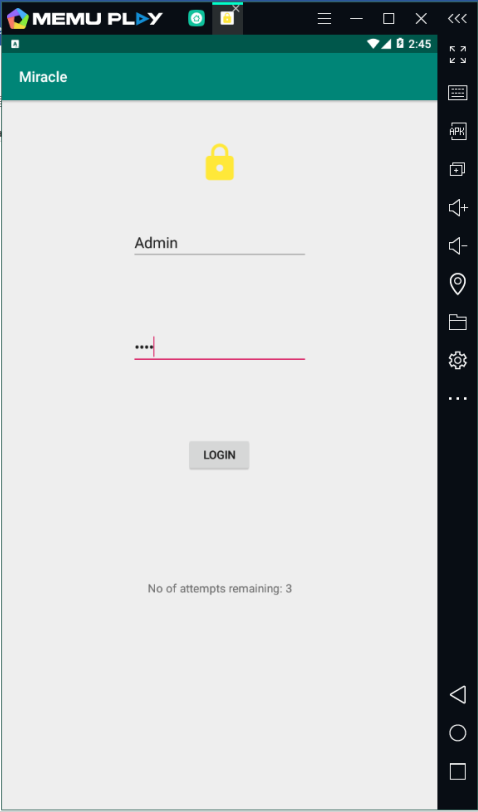 MEMU PLAY
2:45
Miracle
Admin
••••
LOGIN
No of attempts remaining: 3
APK